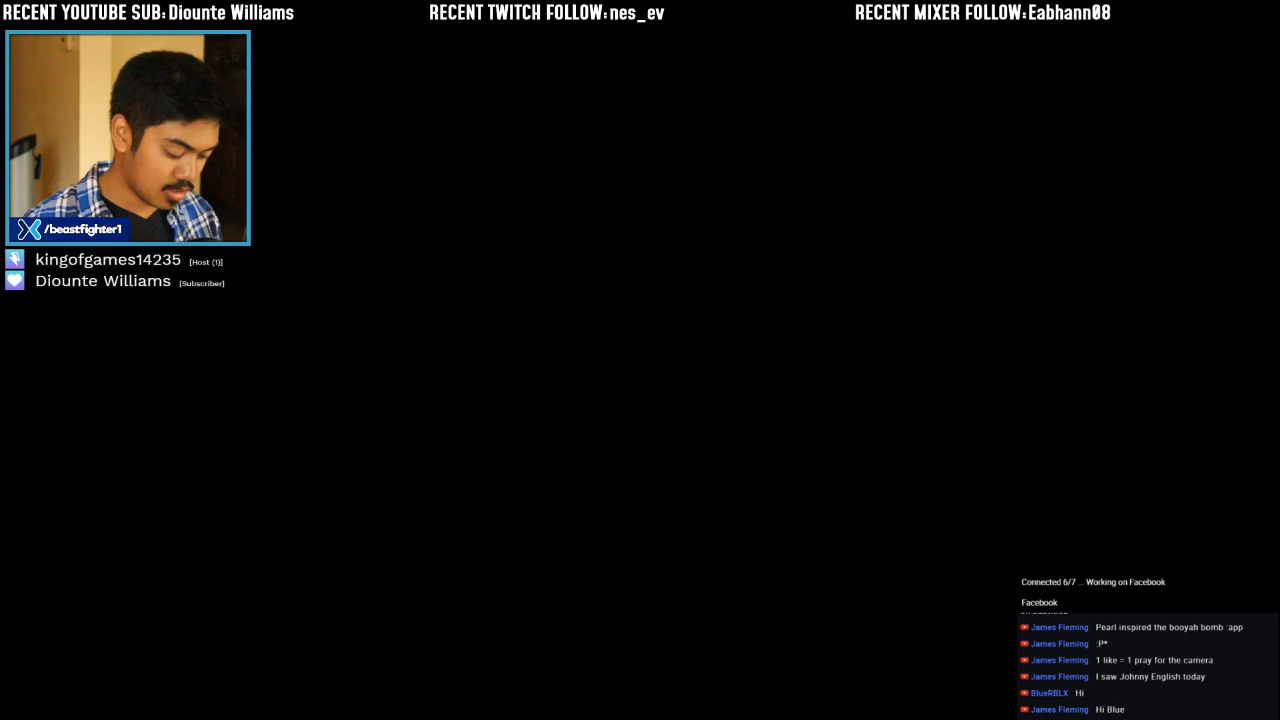 RECENT YOUTUBE SUB: Diounte Williams
RECENT TWITCH FOLLOW: nes_ev
RECENT MIXER FOLLOW: Eabhann08
/beastfighter1
kingofgames14235 [Host (1)]
Diounte Williams [Subscriber]
Connected 6/7 ... Working on Facebook
Facebook
James Fleming Pearl inspired the booyah bomb :app
James Fleming :P*
James Fleming 1 like = 1 pray for the camera
James Fleming I saw Johnny English today
BlueRBLX Hi
James Fleming Hi Blue